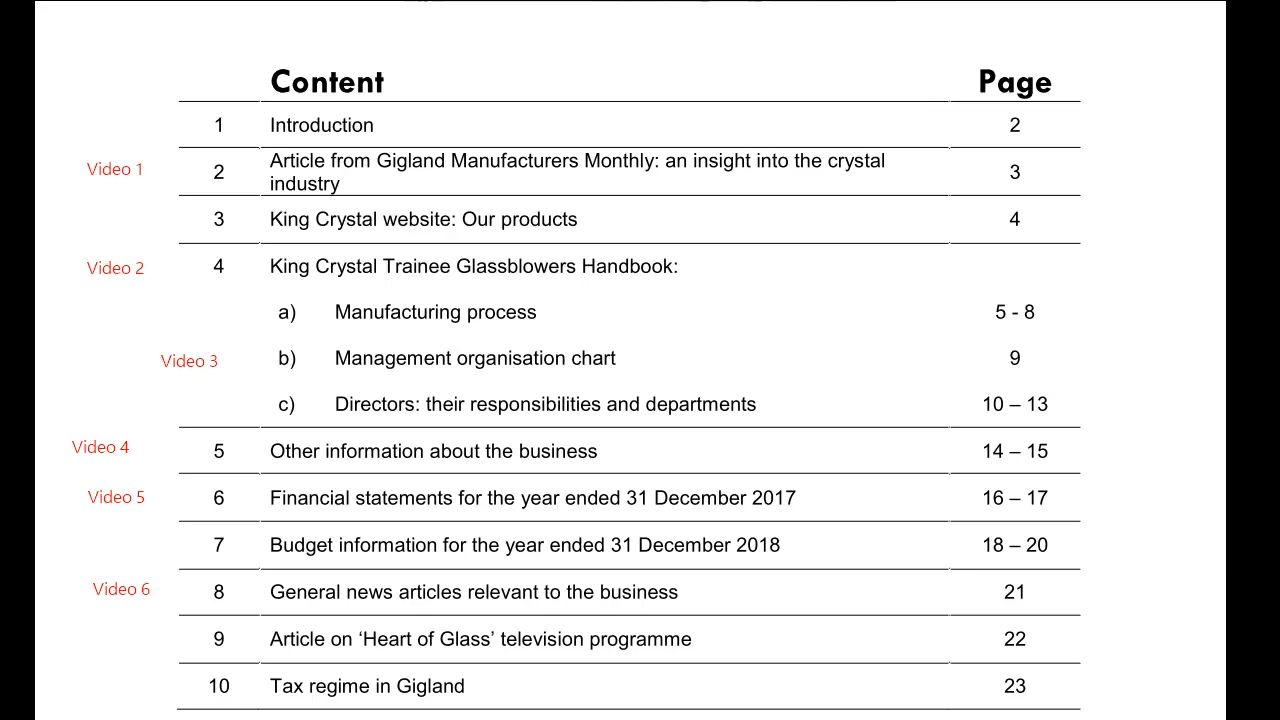 Content Page
1 Introduction 2
Video 1 2 Article from Gigland Manufacturers Monthly: an insight into the crystal
industry 3
3 King Crystal website: Our products 4
Video 2 4 King Crystal Trainee Glassblowers Handbook:
a) Manufacturing process 5 - 8
Video 3 b) Management organisation chart 9
c) Directors: their responsibilities and departments 10 – 13
Video 4 5 Other information about the business 14 – 15
Video 5 6 Financial statements for the year ended 31 December 2017 16 – 17
7 Budget information for the year ended 31 December 2018 18 – 20
Video 6 8 General news articles relevant to the business 21
9 Article on ‘Heart of Glass’ television programme 22
10 Tax regime in Gigland 23